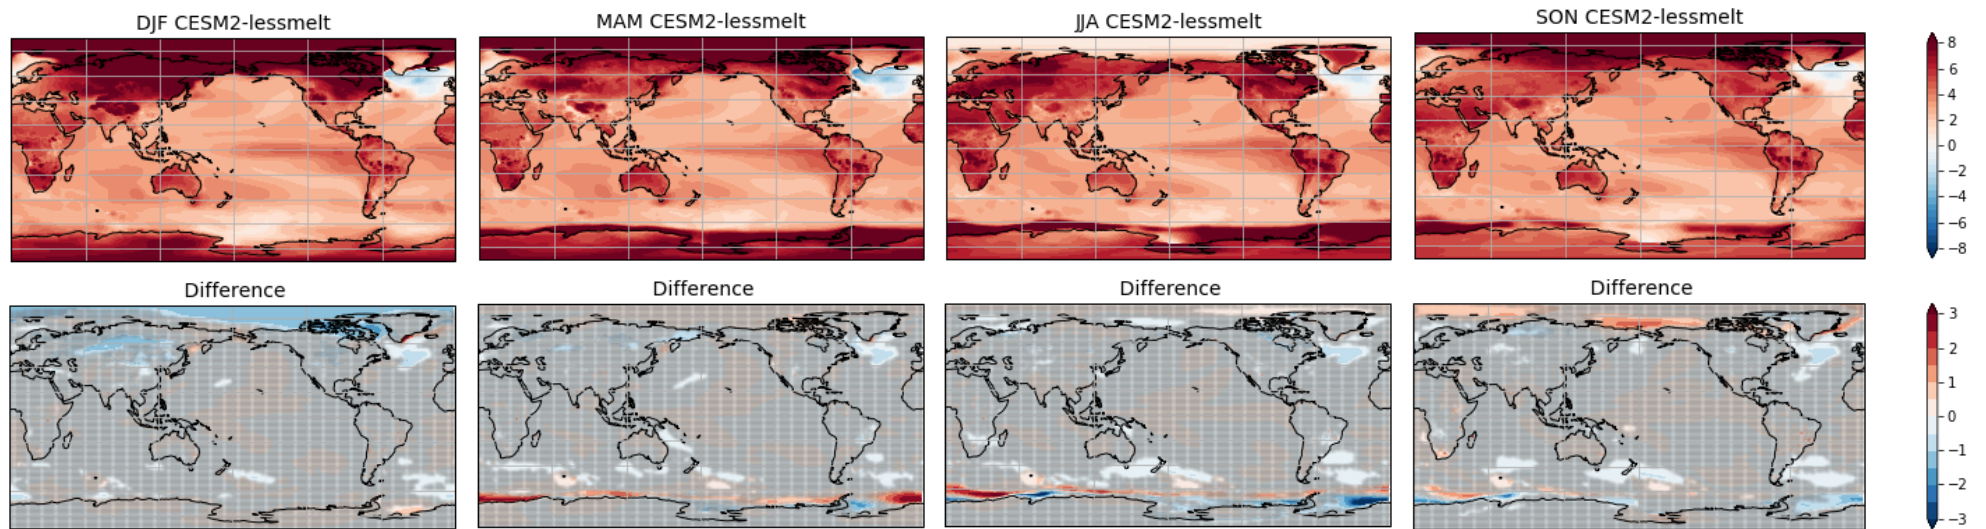 DJF CESM2-lessmelt
MAM CESM2-lessmelt
JJA CESM2-lessmelt
SON CESM2-lessmelt
8
6
4
2
0
−2
−4
−6
−8
Difference
Difference
Difference
Difference
3
2
1
0
−1
−2
−3